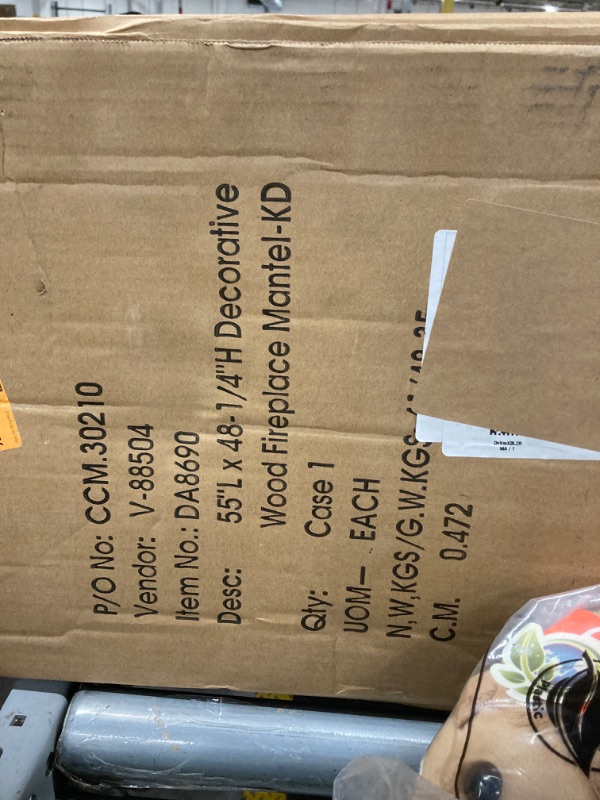 P/O No: CCM.30210
Vendor: V-88504
Item No.: DA8690
Desc: 55"L x 48-1/4"H Decorative
Wood Fireplace Mantel-KD
Qty: Case 1
UOM— EACH
N,W,KGS/G.W.KGS
C.M. 0.472